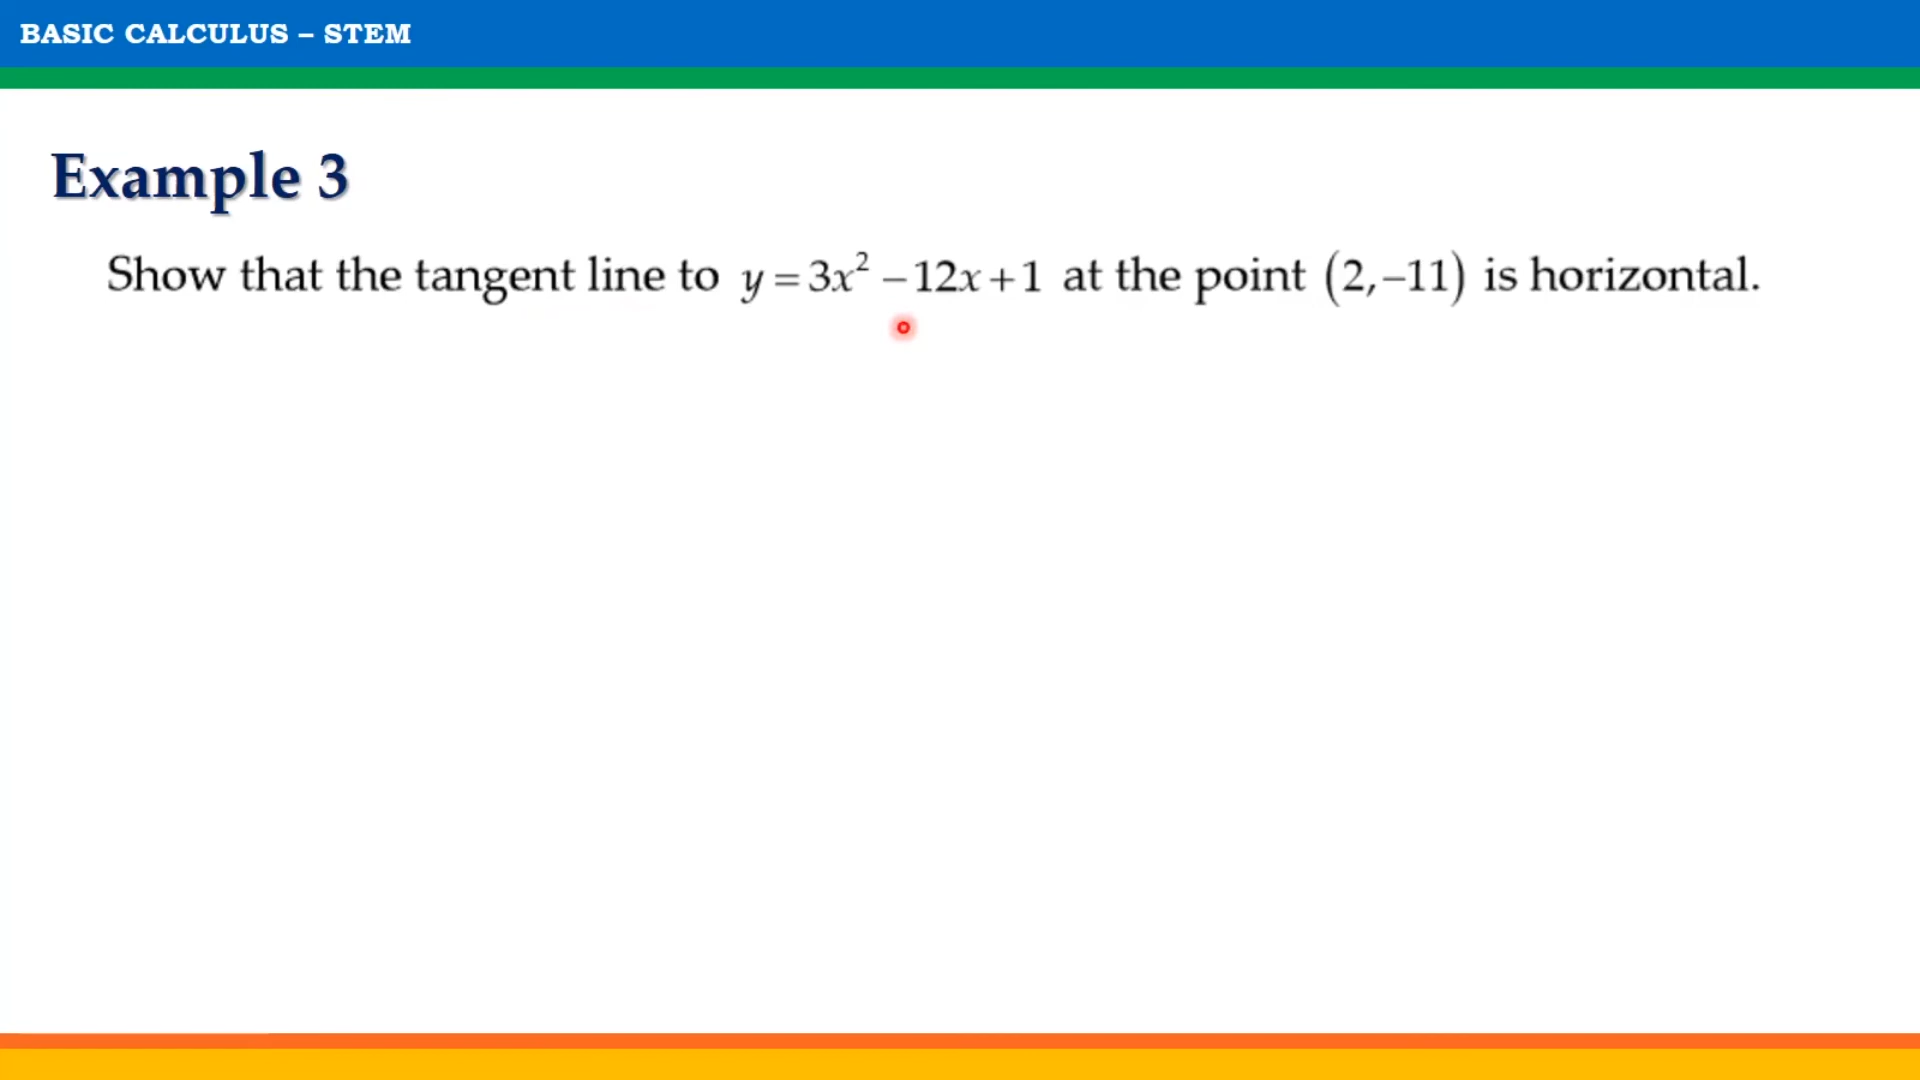 BASIC CALCULUS – STEM
Example 3
Show that the tangent line to y = 3x² – 12x + 1 at the point (2, –11) is horizontal.